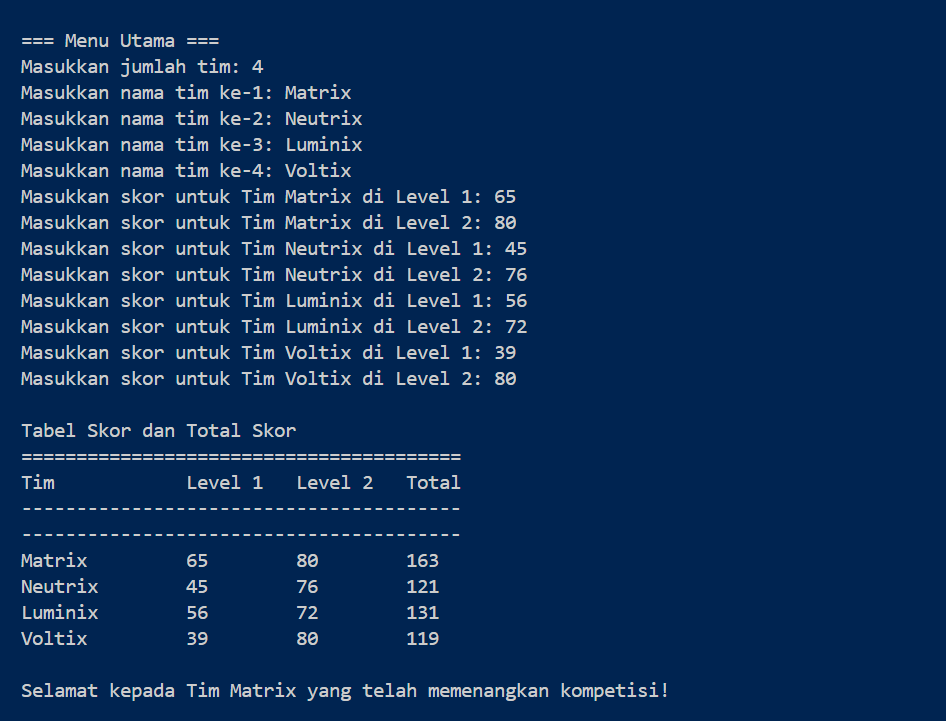 === Menu Utama ===
Masukkan jumlah tim: 4
Masukkan nama tim ke-1: Matrix
Masukkan nama tim ke-2: Neutrix
Masukkan nama tim ke-3: Luminix
Masukkan nama tim ke-4: Voltix
Masukkan skor untuk Tim Matrix di Level 1: 65
Masukkan skor untuk Tim Matrix di Level 2: 80
Masukkan skor untuk Tim Neutrix di Level 1: 45
Masukkan skor untuk Tim Neutrix di Level 2: 76
Masukkan skor untuk Tim Luminix di Level 1: 56
Masukkan skor untuk Tim Luminix di Level 2: 72
Masukkan skor untuk Tim Voltix di Level 1: 39
Masukkan skor untuk Tim Voltix di Level 2: 80

Tabel Skor dan Total Skor
========================================
Tim            Level 1   Level 2   Total
----------------------------------------
----------------------------------------
Matrix         65        80        163
Neutrix        45        76        121
Luminix        56        72        131
Voltix         39        80        119

Selamat kepada Tim Matrix yang telah memenangkan kompetisi!